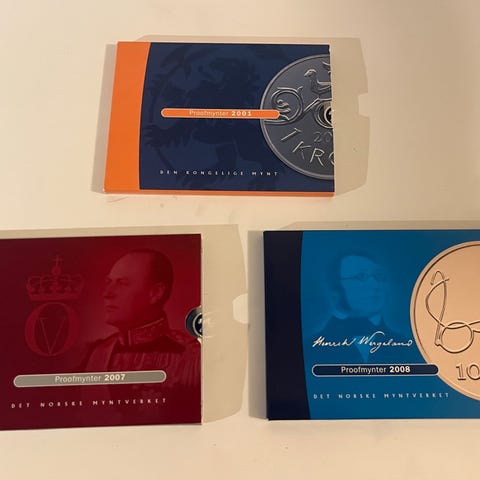 Proofmynter 2001
20
1 KRO
DEN KONGELIGE MYNT
Proofmynter 2007
DET NORSKE MYNTVERKET
Henrik Wergeland
Proofmynter 2008
10
DET NORSKE MYNTVERKET